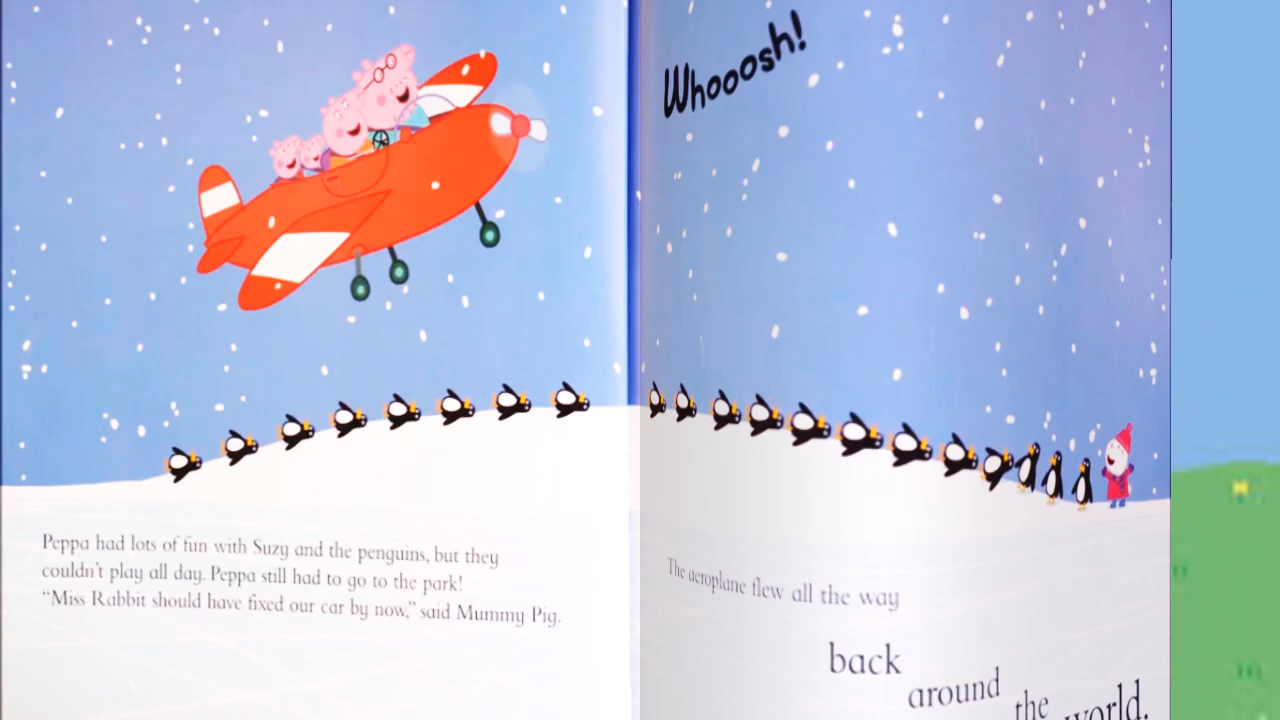 Peppa had lots of fun with Suzy and the penguins, but they
couldn't play all day. Peppa still had to go to the park!
“Miss Rabbit should have fixed our car by now,” said Mummy Pig.
Whooosh!
The aeroplane flew all the way
back
around
the
world.